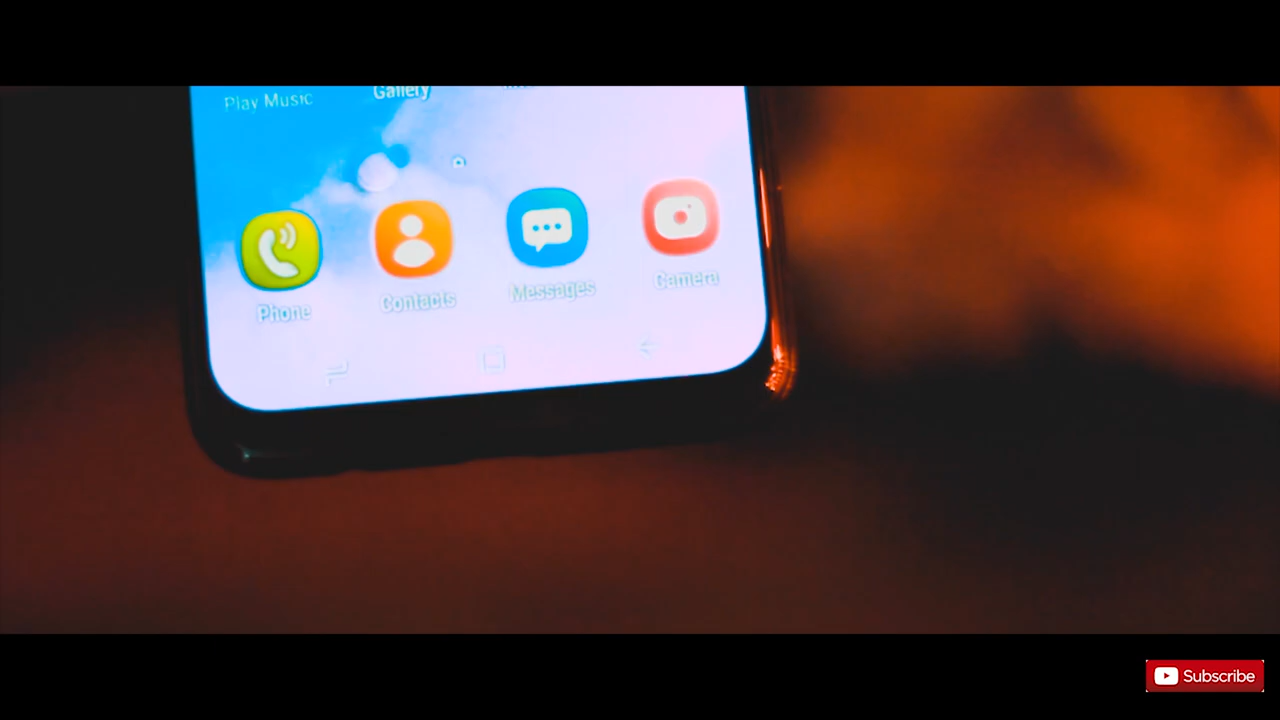 Play Music
Gallery
Phone
Contacts
Messages
Camera
Subscribe